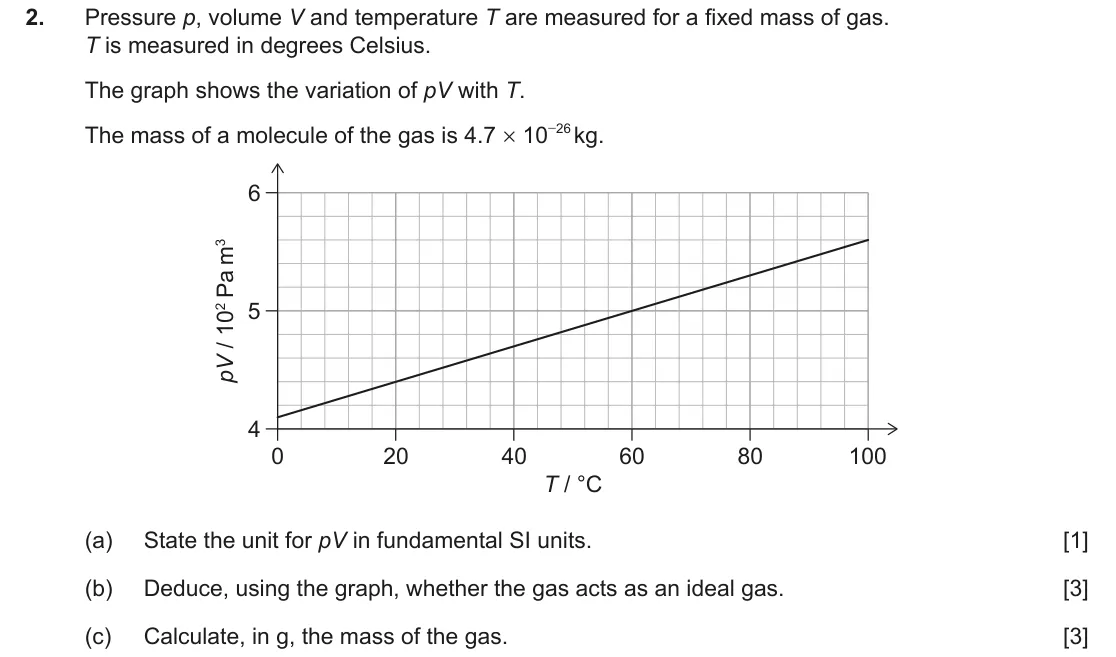 2. Pressure p, volume V and temperature T are measured for a fixed mass of gas.
T is measured in degrees Celsius.
The graph shows the variation of pV with T.
The mass of a molecule of the gas is 4.7 × 10⁻²⁶ kg.
6
5
4
pV / 10² Pa m³
0 20 40 60 80 100
T / °C
(a) State the unit for pV in fundamental SI units. [1]
(b) Deduce, using the graph, whether the gas acts as an ideal gas. [3]
(c) Calculate, in g, the mass of the gas. [3]